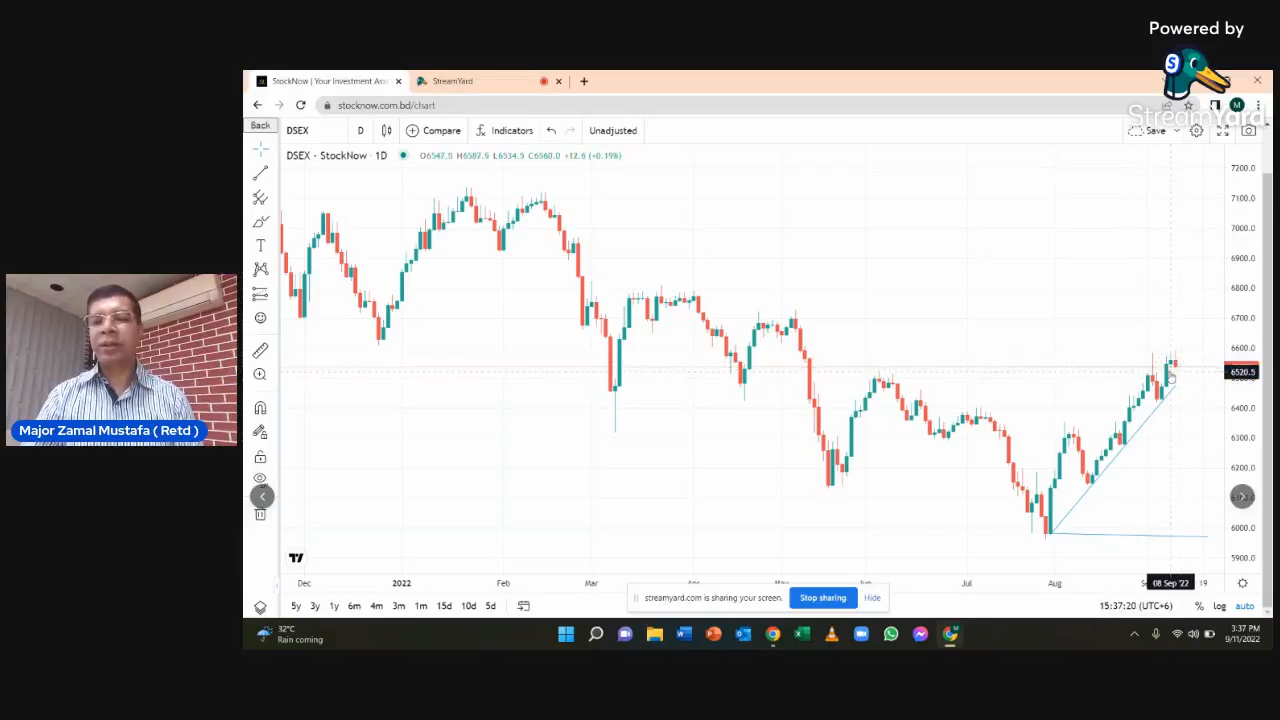 Powered by
StreamYard
StockNow | Your Investment Ass
StreamYard
stocknow.com.bd/chart
M
Back
DSEX
D
Compare
Indicators
Unadjusted
Save
DSEX - StockNow · 1D
O6547.5 H6587.9 L6534.5 C6560.0 +12.6 (+0.19%)
7200.0
7100.0
7000.0
6900.0
6800.0
6700.0
6600.0
6520.5
6400.0
6300.0
6200.0
6000.0
5900.0
Major Zamal Mustafa ( Retd )
Dec
2022
Feb
Mar
Apr
May
Jun
Jul
Aug
08 Sep '22
19
5y
3y
1y
6m
4m
3m
1m
15d
10d
5d
streamyard.com is sharing your screen.
Stop sharing
Hide
15:37:20 (UTC+6)
%
log
auto
32°C
Rain coming
3:37 PM
9/11/2022